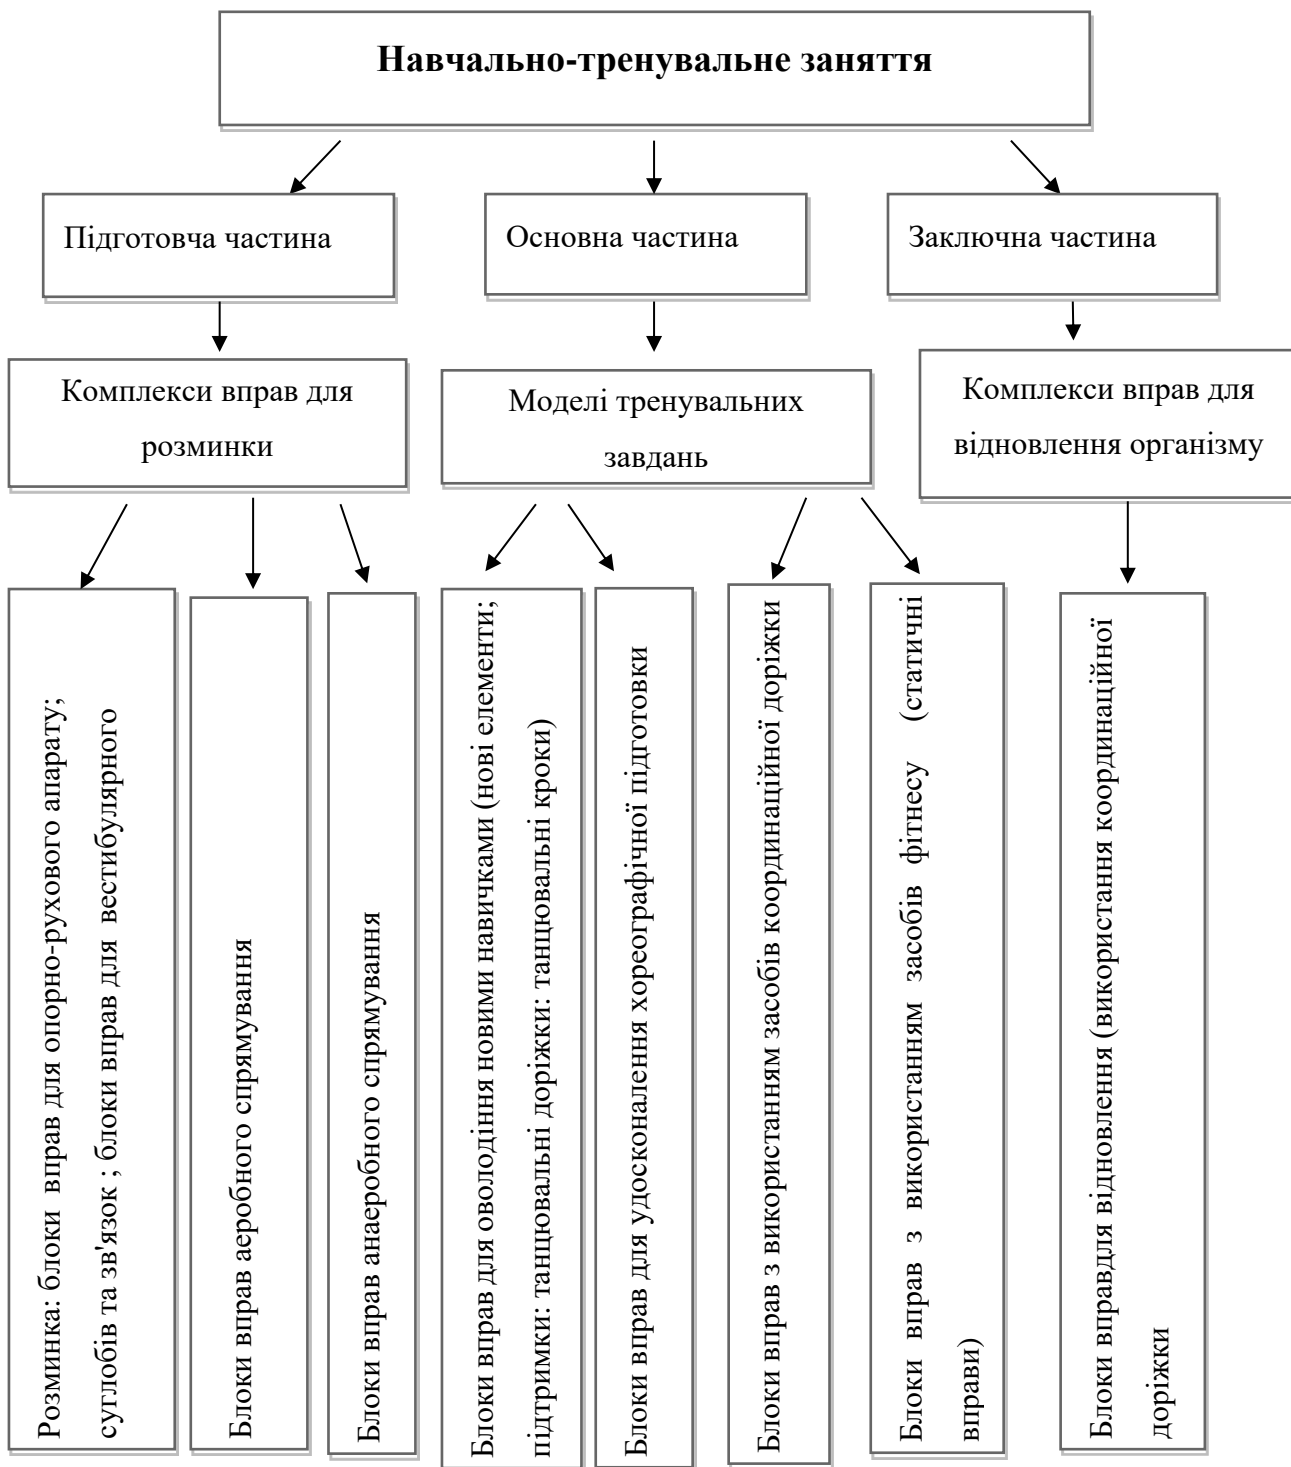 Навчально-тренувальне заняття
Підготовча частина
Основна частина
Заключна частина
Комплекси вправ для
розминки
Моделі тренувальних
завдань
Комплекси вправ для
відновлення організму
Розминка: блоки вправ для опорно-рухового апарату;
суглобів та зв'язок ; блоки вправ для вестибулярного
Блоки вправ аеробного спрямування
Блоки вправ анаеробного спрямування
Блоки вправ для оволодіння новими навичками (нові елементи;
підтримки: танцювальні доріжки: танцювальні кроки)
Блоки вправ для удосконалення хореографічної підготовки
Блоки вправ з використанням засобів координаційної доріжки
Блоки вправ з використанням засобів фітнесу (статичні
вправи)
Блоки вправдля відновлення (використання координаційної
доріжки